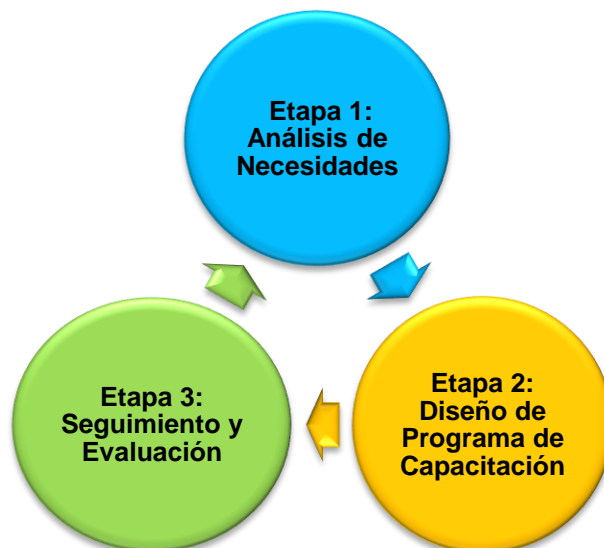 Etapa 1:
Análisis de
Necesidades
Etapa 2:
Diseño de
Programa de
Capacitación
Etapa 3:
Seguimiento y
Evaluación